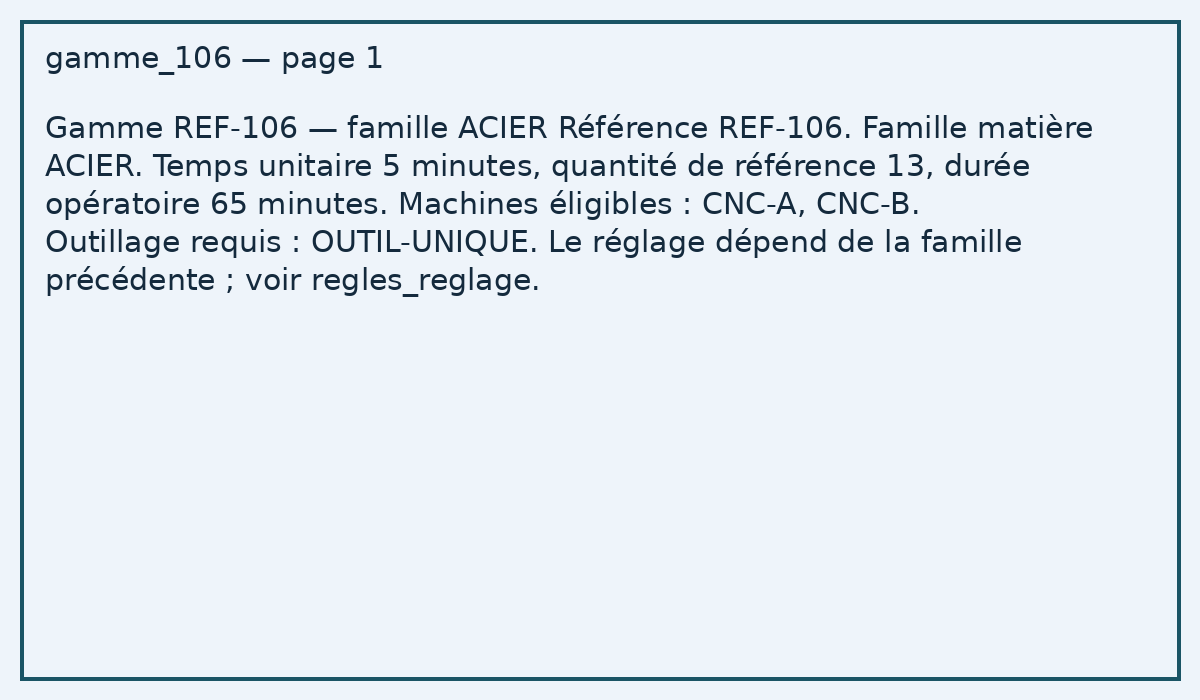 gamme_106 — page 1
Gamme REF-106 — famille ACIER Référence REF-106. Famille matière
ACIER. Temps unitaire 5 minutes, quantité de référence 13, durée
opératoire 65 minutes. Machines éligibles : CNC-A, CNC-B.
Outillage requis : OUTIL-UNIQUE. Le réglage dépend de la famille
précédente ; voir regles_reglage.